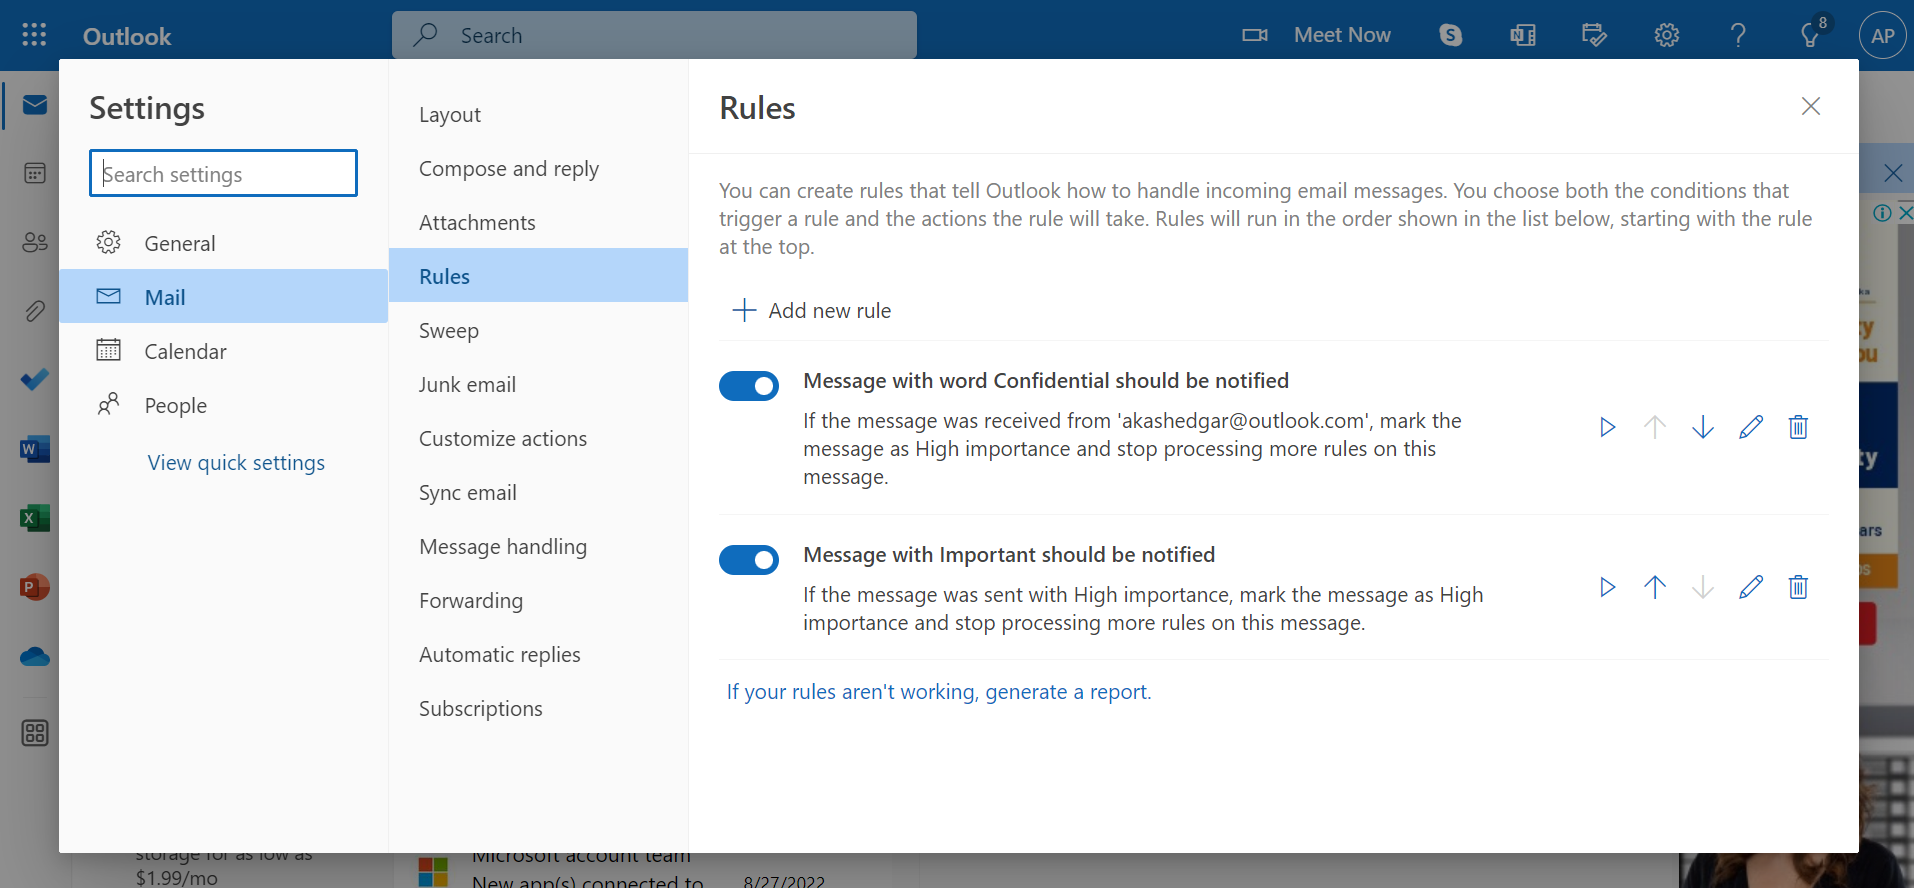 Outlook
Search
Meet Now
8
AP
Settings
Search settings
General
Mail
Calendar
People
View quick settings
Layout
Compose and reply
Attachments
Rules
Sweep
Junk email
Customize actions
Sync email
Message handling
Forwarding
Automatic replies
Subscriptions
Rules
You can create rules that tell Outlook how to handle incoming email messages. You choose both the conditions that
trigger a rule and the actions the rule will take. Rules will run in the order shown in the list below, starting with the rule
at the top.
Add new rule
Message with word Confidential should be notified
If the message was received from 'akashedgar@outlook.com', mark the
message as High importance and stop processing more rules on this
message.
Message with Important should be notified
If the message was sent with High importance, mark the message as High
importance and stop processing more rules on this message.
If your rules aren't working, generate a report.
storage for as low as
$1.99/mo
Microsoft account team
New app(s) connected to
8/27/2022